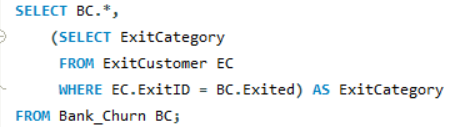 SELECT BC.*,
(SELECT ExitCategory
FROM ExitCustomer EC
WHERE EC.ExitID = BC.Exited) AS ExitCategory
FROM Bank_Churn BC;